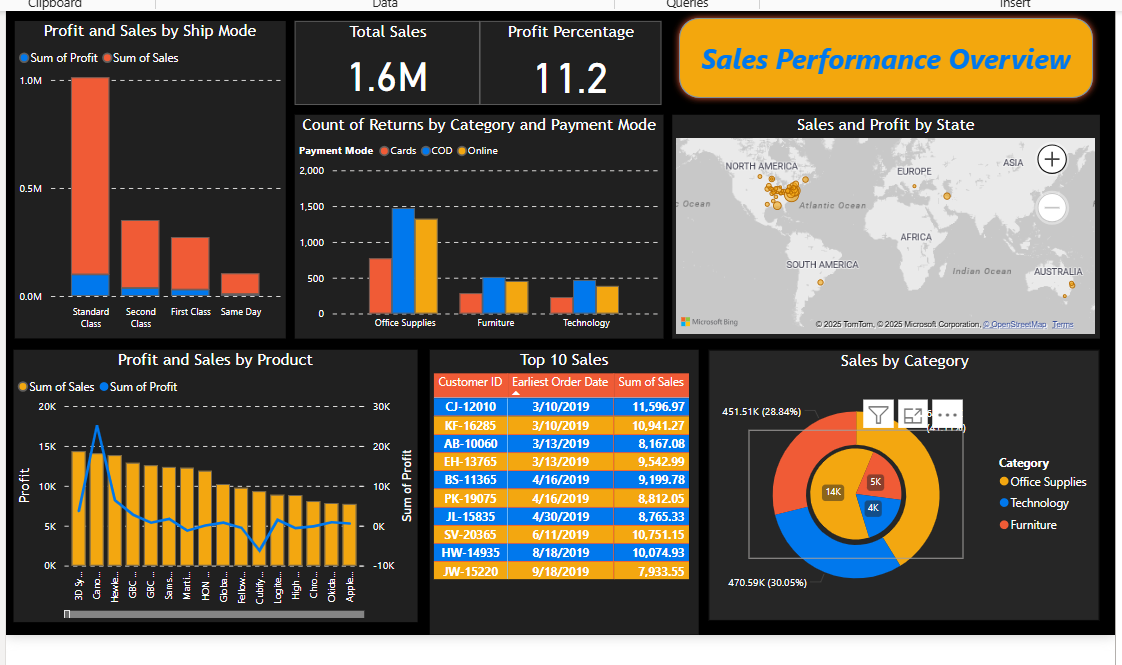 Clipboard
Data
Queries
Insert
Profit and Sales by Ship Mode
Sum of Profit Sum of Sales
1.0M
0.5M
0.0M
Standard
Class
Second
Class
First Class
Same Day
Total Sales
1.6M
Profit Percentage
11.2
Sales Performance Overview
Count of Returns by Category and Payment Mode
Payment Mode Cards COD Online
2,000
1,500
1,000
500
0
Office Supplies
Furniture
Technology
Sales and Profit by State
NORTH AMERICA
EUROPE
ASIA
Ocean
Atlantic Ocean
AFRICA
SOUTH AMERICA
Indian Ocean
AUSTRALIA
Microsoft Bing
© 2025 TomTom, © 2025 Microsoft Corporation, © OpenStreetMap Terms
Profit and Sales by Product
Sum of Sales Sum of Profit
20K
15K
10K
5K
0K
Profit
30K
20K
10K
0K
-10K
Sum of Profit
3D Sy...
Cano...
Hewle...
GBC ...
GBC ...
Sams...
Marti...
HON ...
Globa...
Fellow...
Cubify...
Logite...
High ...
Chro...
Okida...
Apple...
Top 10 Sales
Customer ID Earliest Order Date Sum of Sales
CJ-12010 3/10/2019 11,596.97
KF-16285 3/10/2019 10,941.27
AB-10060 3/13/2019 8,167.08
EH-13765 3/13/2019 9,542.99
BS-11365 4/16/2019 9,199.78
PK-19075 4/16/2019 8,812.05
JL-15835 4/30/2019 8,765.33
SV-20365 6/11/2019 10,751.15
HW-14935 8/18/2019 10,074.93
JW-15220 9/18/2019 7,933.55
Sales by Category
451.51K (28.84%)
14K
5K
4K
470.59K (30.05%)
Category
Office Supplies
Technology
Furniture